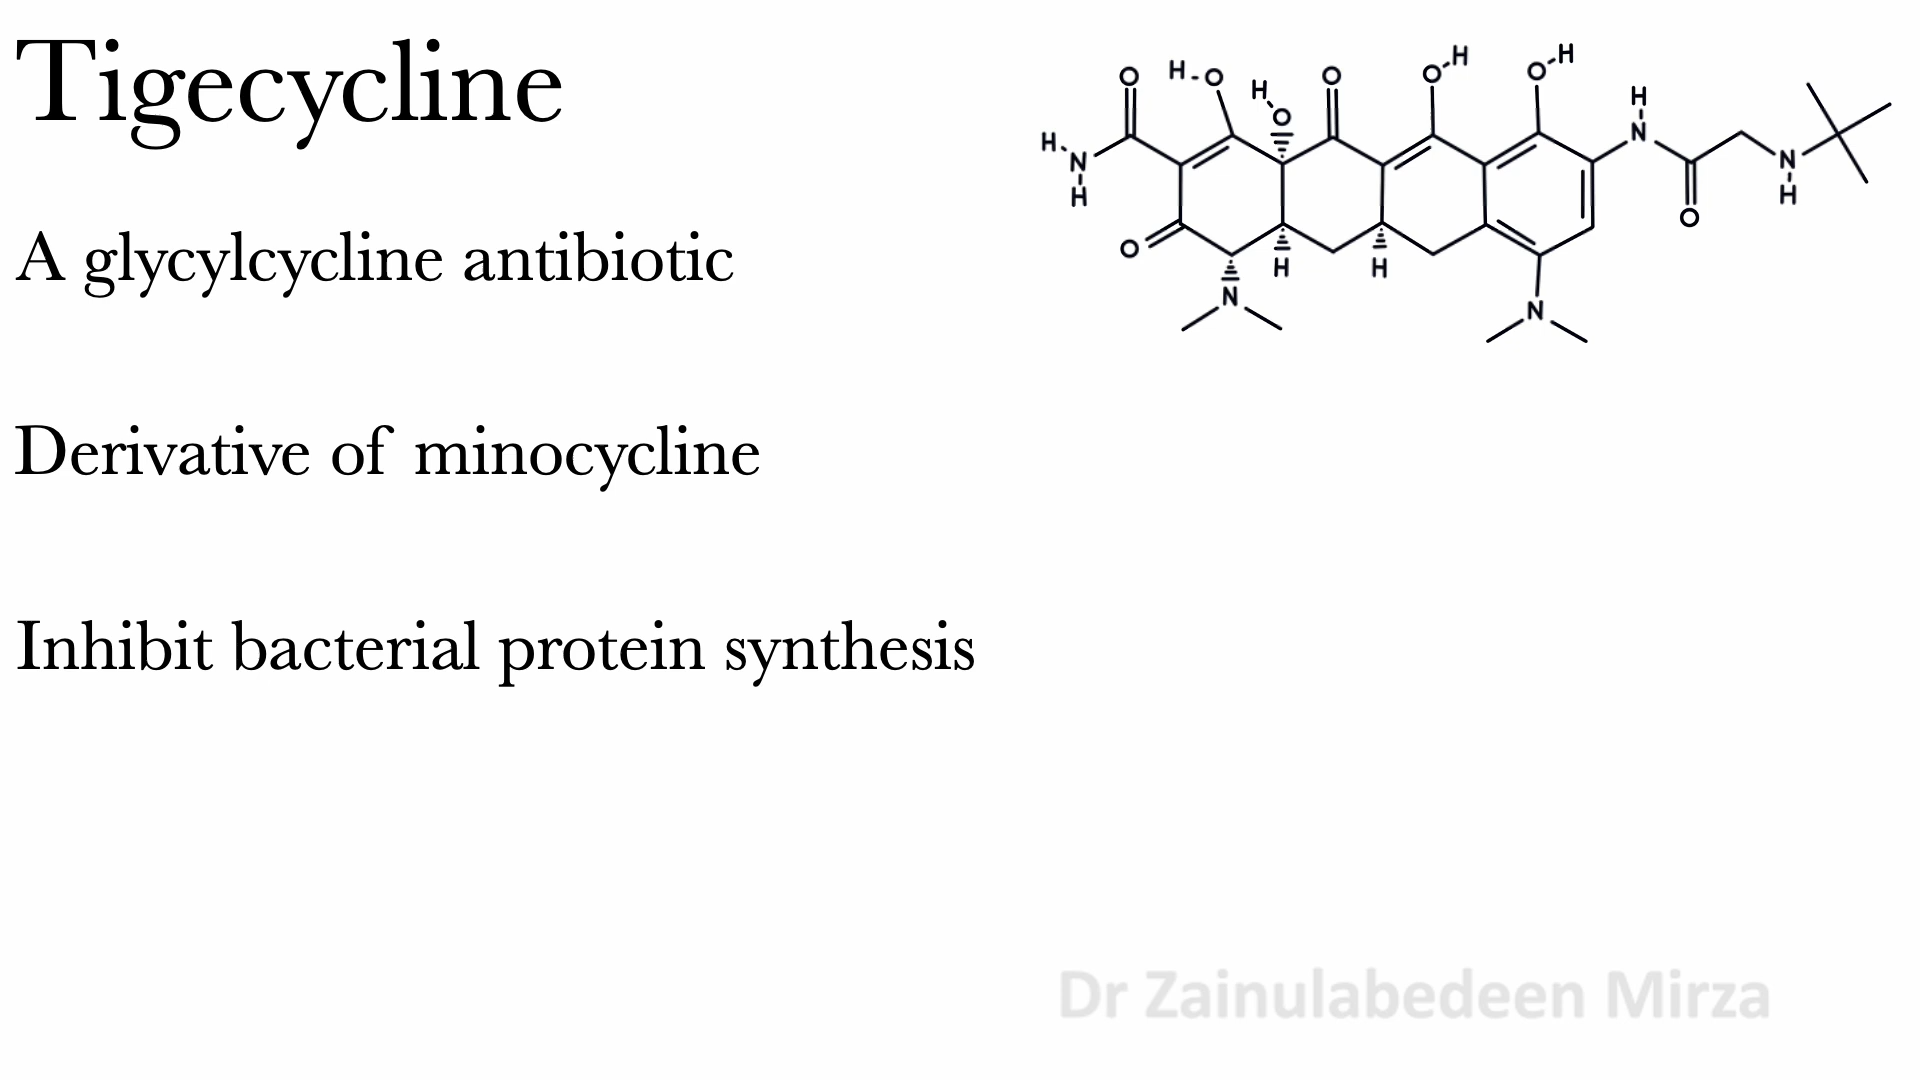 Tigecycline
A glycylcycline antibiotic
Derivative of minocycline
Inhibit bacterial protein synthesis
O H O H O O O H O H
H N H O H H N H N O N H
N N
Dr Zainulabedeen Mirza